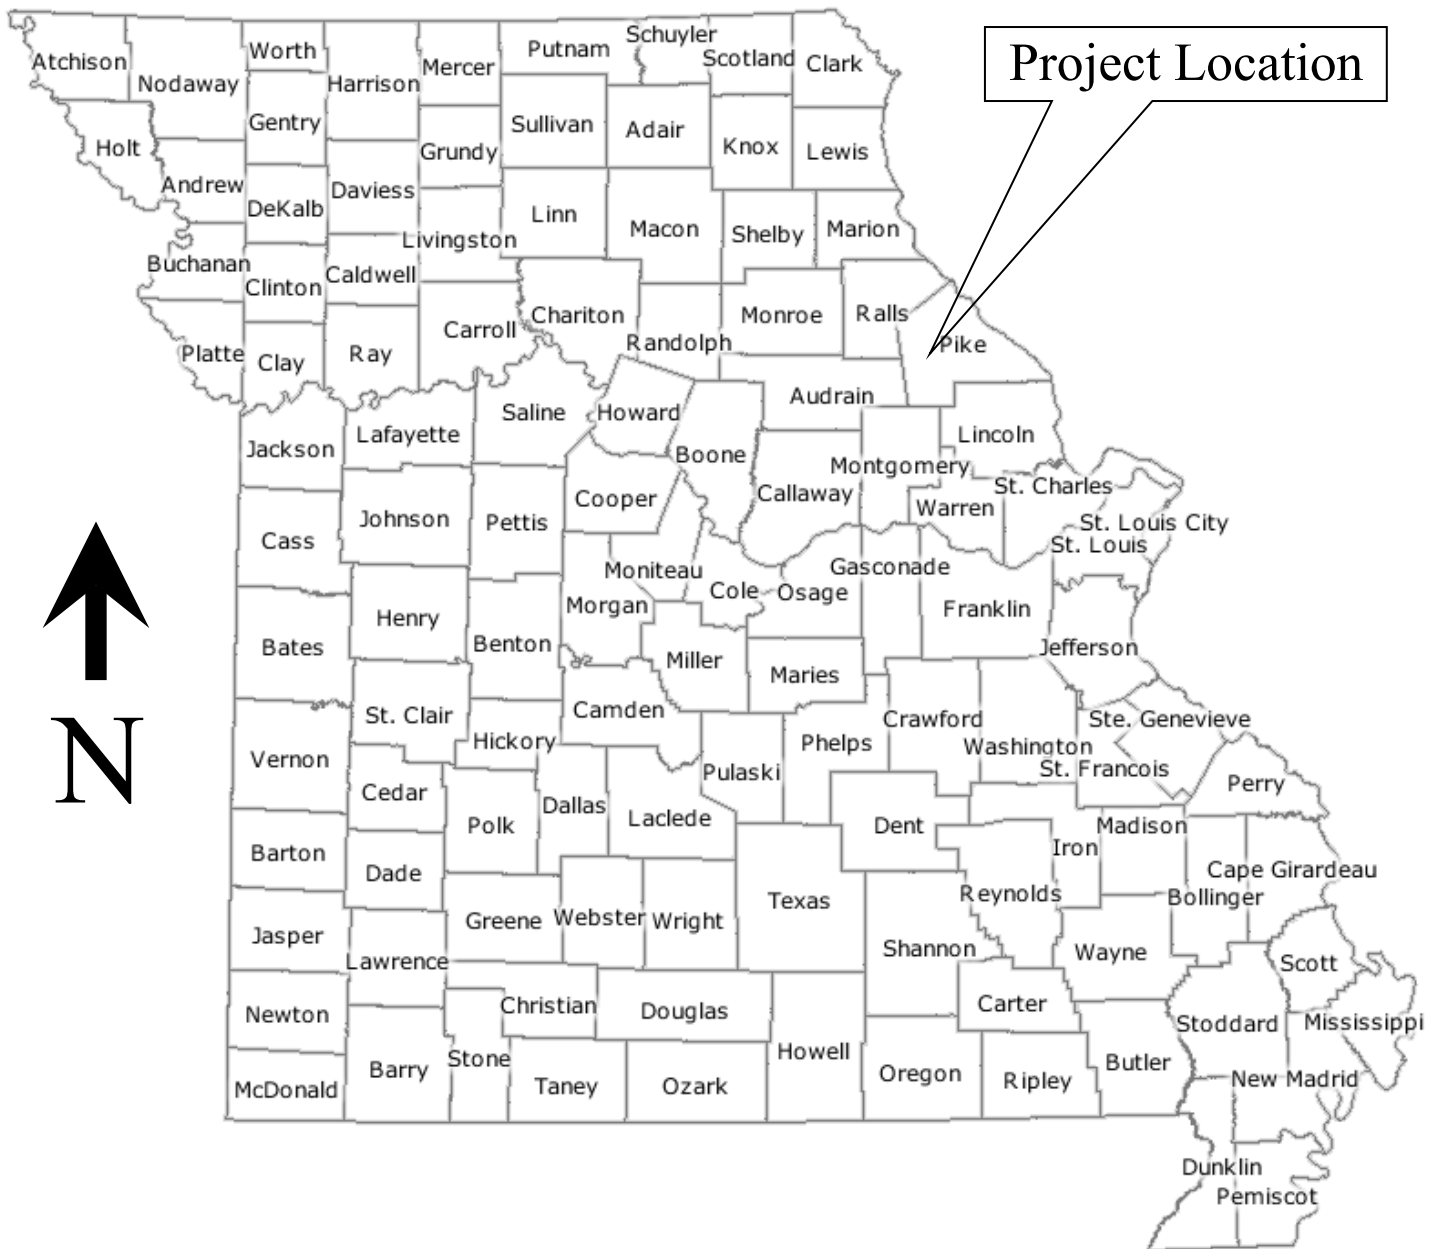 Project Location
Schuyler
Atchison
Worth
Mercer
Putnam
Scotland
Clark
Nodaway
Harrison
Holt
Gentry
Grundy
Sullivan
Adair
Knox
Lewis
Andrew
DeKalb
Daviess
Livingston
Linn
Macon
Shelby
Marion
Buchanan
Clinton
Caldwell
Carroll
Chariton
Randolph
Monroe
Ralls
Pike
Platte
Clay
Ray
Saline
Howard
Audrain
Jackson
Lafayette
Boone
Montgomery
Lincoln
Cooper
Callaway
Warren
St. Charles
Cass
Johnson
Pettis
St. Louis City
St. Louis
Moniteau
Cole
Osage
Gasconade
Henry
Morgan
Franklin
Bates
Benton
Miller
Maries
Jefferson
N
St. Clair
Camden
Crawford
Ste. Genevieve
Vernon
Hickory
Pulaski
Phelps
Washington
St. Francois
Perry
Cedar
Dallas
Polk
Laclede
Dent
Madison
Barton
Dade
Iron
Cape Girardeau
Texas
Reynolds
Bollinger
Jasper
Greene
Webster
Wright
Lawrence
Shannon
Wayne
Scott
Newton
Christian
Douglas
Carter
Stoddard
Mississippi
McDonald
Barry
Stone
Taney
Ozark
Howell
Oregon
Ripley
Butler
New Madrid
Dunklin
Pemiscot